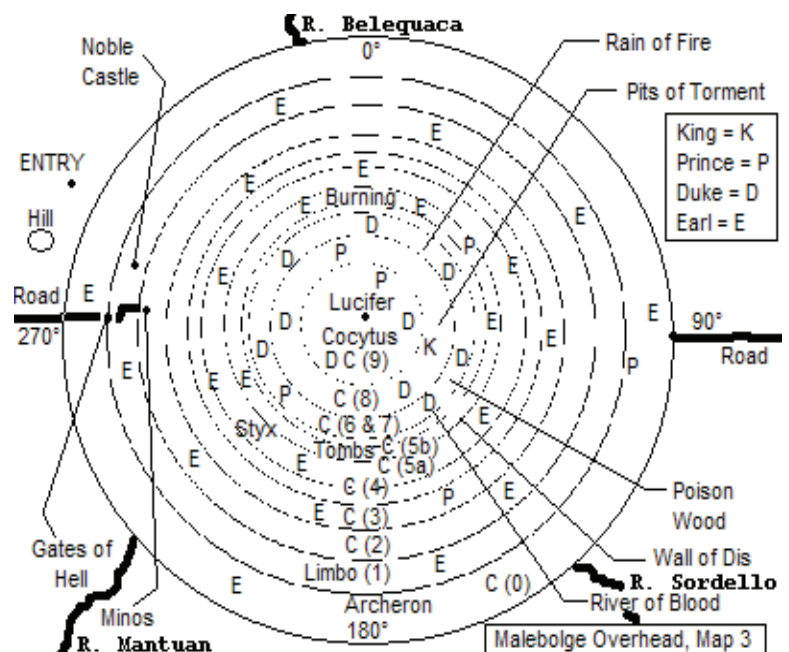 R. Belequaca
0°
Noble
Castle
Rain of Fire
Pits of Torment
King = K
Prince = P
Duke = D
Earl = E
ENTRY
Hill
Road
270°
90°
Road
E
E
E
E
E
E
E
Burning
E
E
D
P
P
D
D
E
P
E
E
Lucifer
Cocytus
D
D
K
E
E
E
E
P
D
D
D C (9)
E
E
E
P
C (8)
D
D
E
Styx
C (6 & 7)
Tombs
C (5b)
C (5a)
E
E
C (4)
P
E
E
C (3)
C (2)
Limbo (1)
E
E
C (0)
Archeron
180°
Poison
Wood
Wall of Dis
R. Sordello
River of Blood
Gates of
Hell
Minos
R. Mantuan
Malebolge Overhead, Map 3